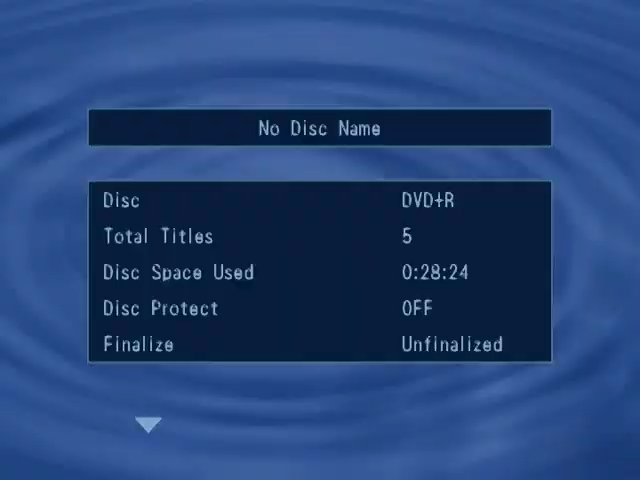 No Disc Name
Disc DVD+R
Total Titles 5
Disc Space Used 0:28:24
Disc Protect OFF
Finalize Unfinalized